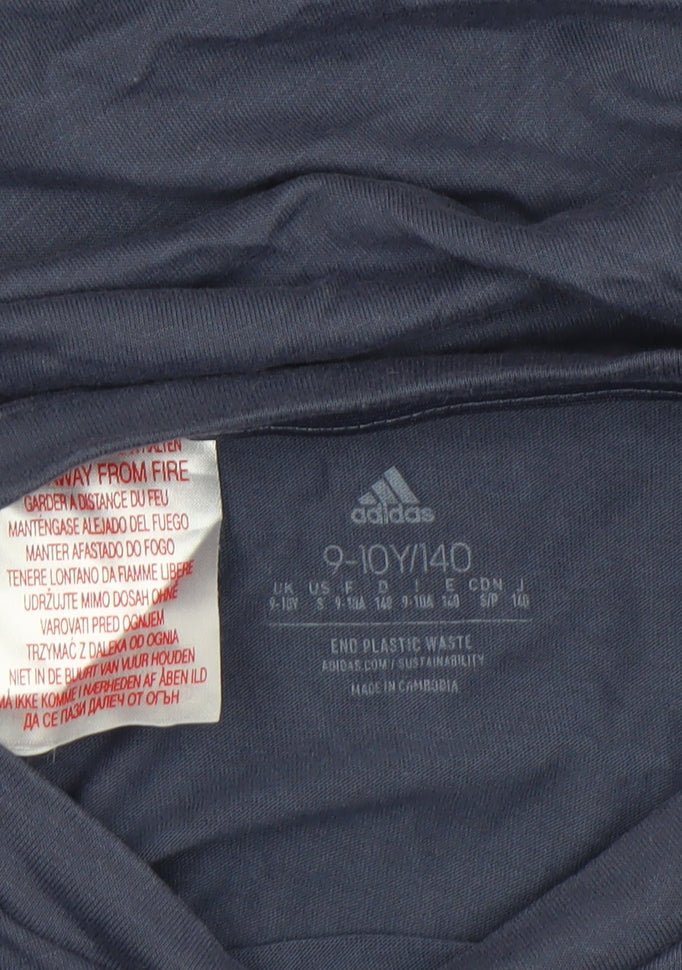 AWAY FROM FIRE
GARDER A DISTANCE DU FEU
MANTÉNGASE ALEJADO DEL FUEGO
MANTER AFASTADO DO FOGO
TENERE LONTANO DA FIAMME LIBERE
UDRŽUJTE MIMO DOSAH OHNE
VAROVATI PRED OGNJEM
TRZYMAĆ Z DALEKA OD OGNIA
NIET IN DE BUURT VAN VUUR HOUDEN
MÅ IKKE KOMME I NÆRHEDEN AF ÅBEN ILD
ДА СЕ ПАЗИ ДАЛЕЧ ОТ ОГЪН
adidas
9-10Y/140
UK US F D I E CDN J
9-10Y S 9-10A 140 9-10A 140 S/P 140
END PLASTIC WASTE
ADIDAS.COM / SUSTAINABILITY
MADE IN CAMBODIA